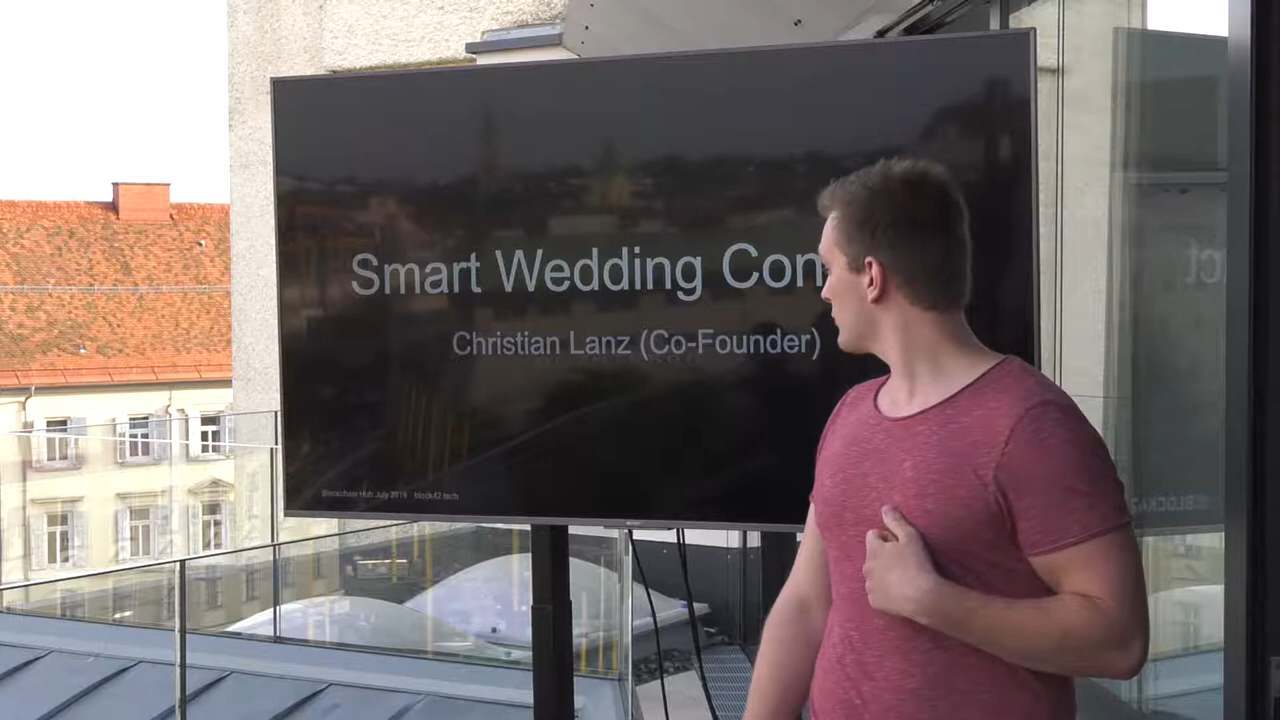 Smart Wedding Con
Christian Lanz (Co-Founder)
Blockchain Hub July 2019 block42.tech